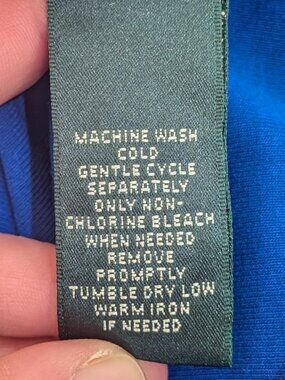 MACHINE WASH
COLD
GENTLE CYCLE
SEPARATELY
ONLY NON-
CHLORINE BLEACH
WHEN NEEDED
REMOVE
PROMPTLY
TUMBLE DRY LOW
WARM IRON
IF NEEDED